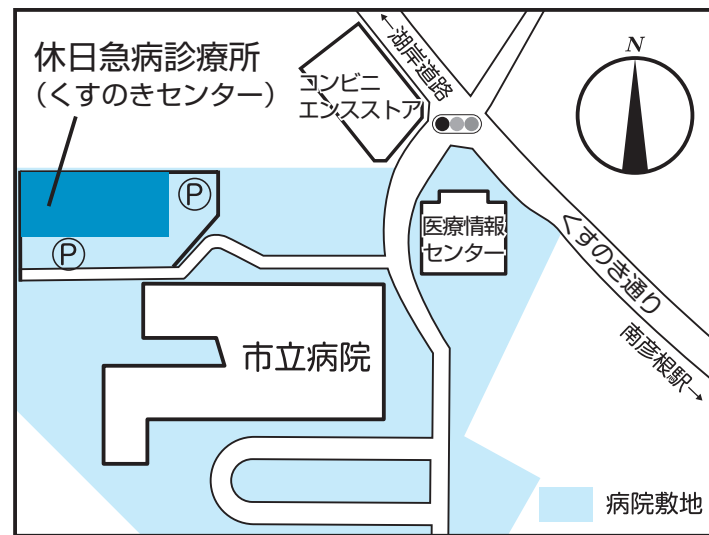 休日急病診療所
（くすのきセンター）
コンビニ
エンスストア
←湖岸道路
N
P
P
医療情報
センター
くすのき通り
南彦根駅→
市立病院
病院敷地